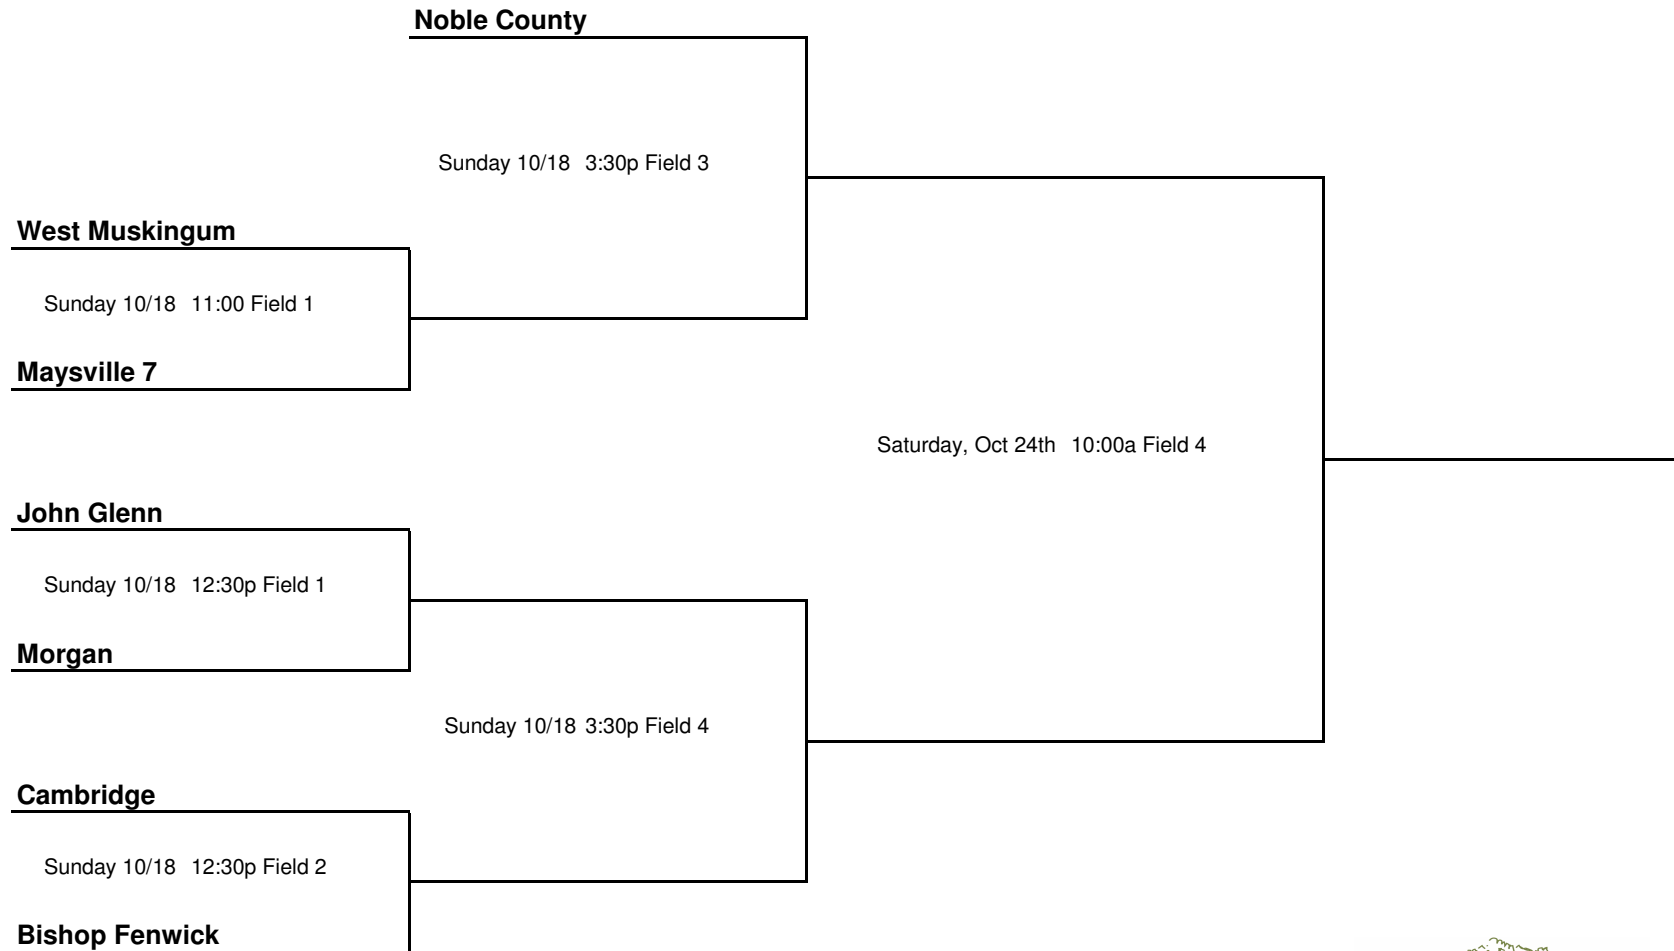 Noble County
Sunday 10/18 3:30p Field 3
West Muskingum
Sunday 10/18 11:00 Field 1
Maysville 7
Saturday, Oct 24th 10:00a Field 4
John Glenn
Sunday 10/18 12:30p Field 1
Morgan
Sunday 10/18 3:30p Field 4
Cambridge
Sunday 10/18 12:30p Field 2
Bishop Fenwick